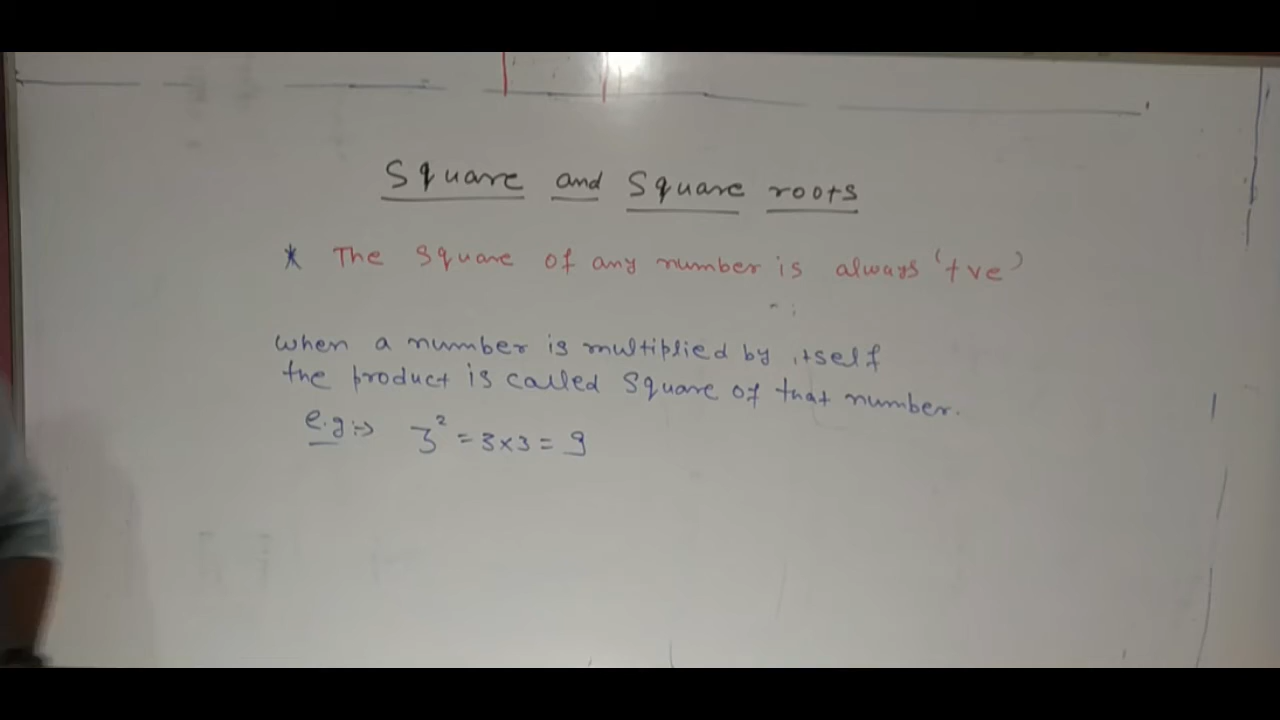 Square and Square roots
* The Square of any number is always '+ve'
when a number is multiplied by itself
the product is called Square of that number.
e.g:-> 3² = 3×3 = 9